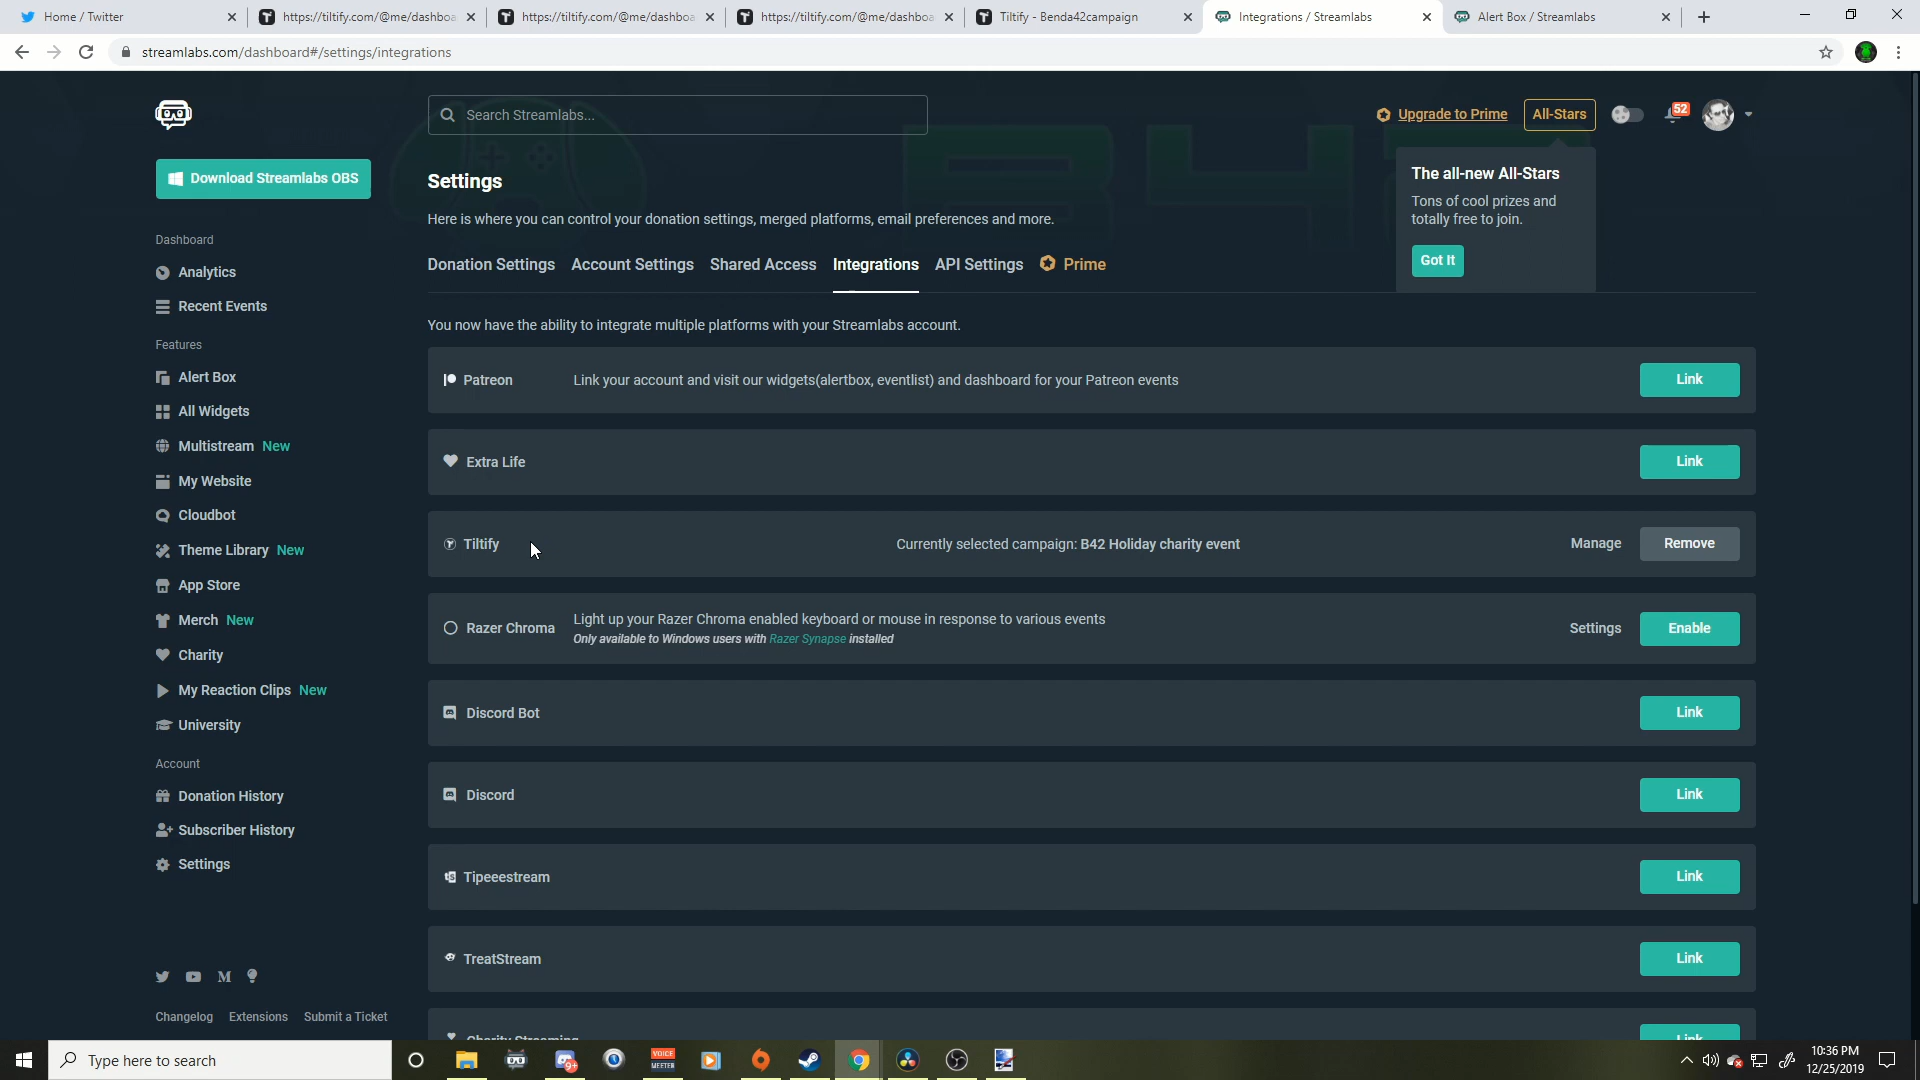 Home / Twitter
https://tiltify.com/@me/dashboa
https://tiltify.com/@me/dashboa
https://tiltify.com/@me/dashboa
Tiltify - Benda42campaign
Integrations / Streamlabs
Alert Box / Streamlabs
streamlabs.com/dashboard#/settings/integrations
Search Streamlabs...
Upgrade to Prime
All-Stars
52
Download Streamlabs OBS
Settings
Here is where you can control your donation settings, merged platforms, email preferences and more.
The all-new All-Stars
Tons of cool prizes and
totally free to join.
Got It
Donation Settings Account Settings Shared Access Integrations API Settings Prime
You now have the ability to integrate multiple platforms with your Streamlabs account.
Dashboard
Analytics
Recent Events
Features
Alert Box
All Widgets
Multistream New
My Website
Cloudbot
Theme Library New
App Store
Merch New
Charity
My Reaction Clips New
University
Account
Donation History
Subscriber History
Settings
Changelog Extensions Submit a Ticket
Patreon Link your account and visit our widgets(alertbox, eventlist) and dashboard for your Patreon events Link
Extra Life Link
Tiltify Currently selected campaign: B42 Holiday charity event Manage Remove
Razer Chroma Light up your Razer Chroma enabled keyboard or mouse in response to various events
Only available to Windows users with Razer Synapse installed
Settings Enable
Discord Bot Link
Discord Link
Tipeeestream Link
TreatStream Link
Charity Streaming Link
Type here to search
9+
VOICE
MEETER
10:36 PM
12/25/2019